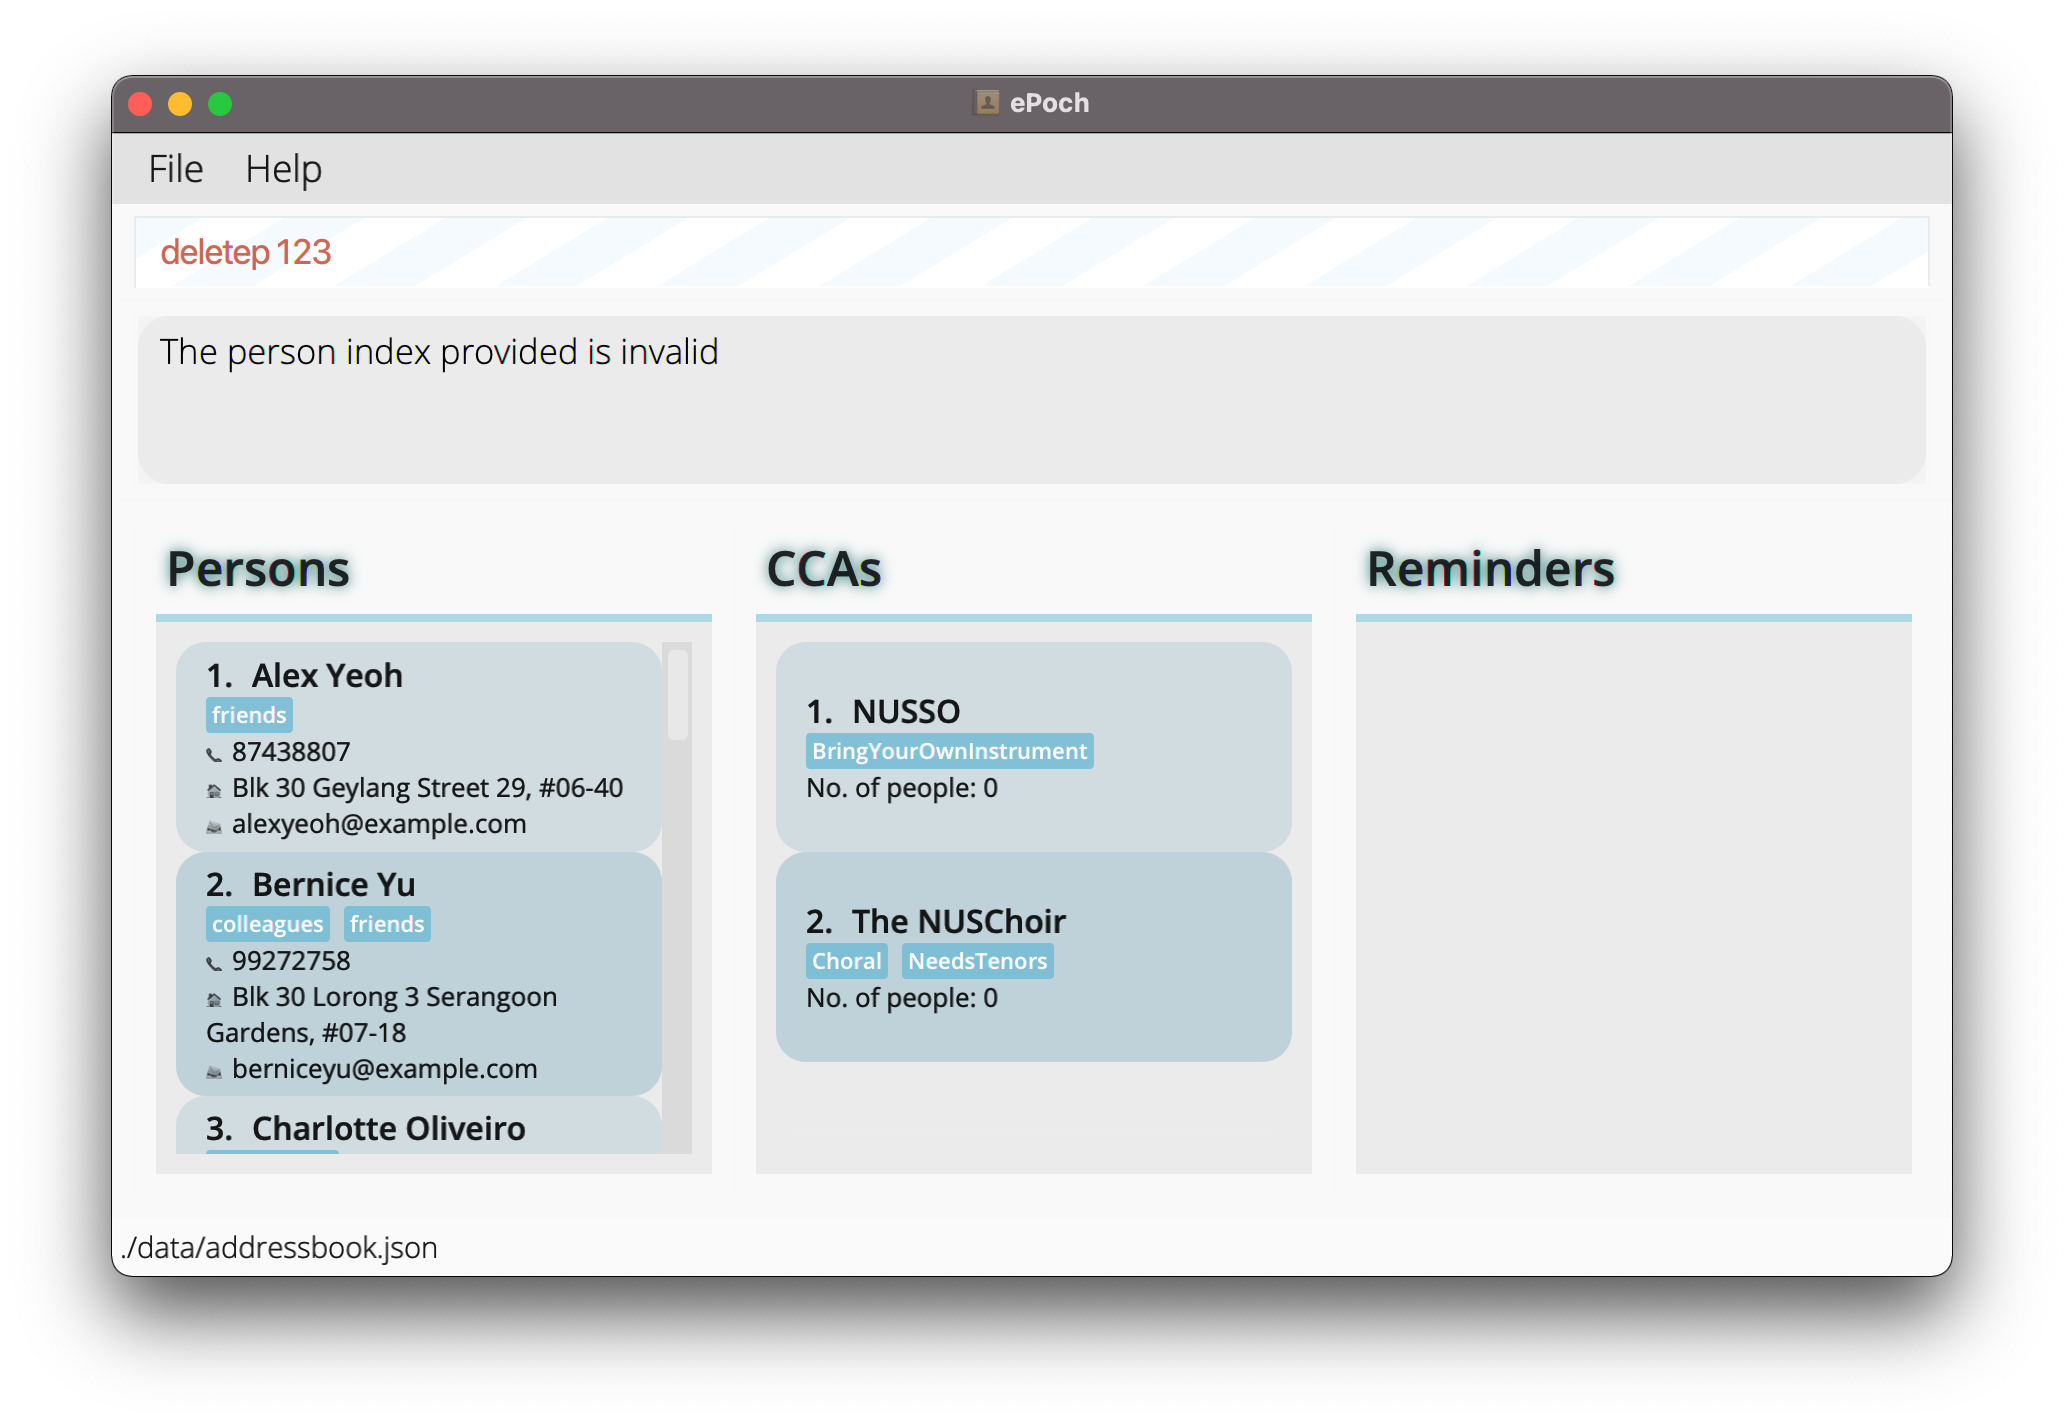 ePoch
File Help
deletep 123
The person index provided is invalid
Persons
1. Alex Yeoh
friends
87438807
Blk 30 Geylang Street 29, #06-40
alexyeoh@example.com
2. Bernice Yu
colleagues friends
99272758
Blk 30 Lorong 3 Serangoon
Gardens, #07-18
berniceyu@example.com
3. Charlotte Oliveiro
CCAs
1. NUSSO
BringYourOwnInstrument
No. of people: 0
2. The NUSChoir
Choral NeedsTenors
No. of people: 0
Reminders
./data/addressbook.json